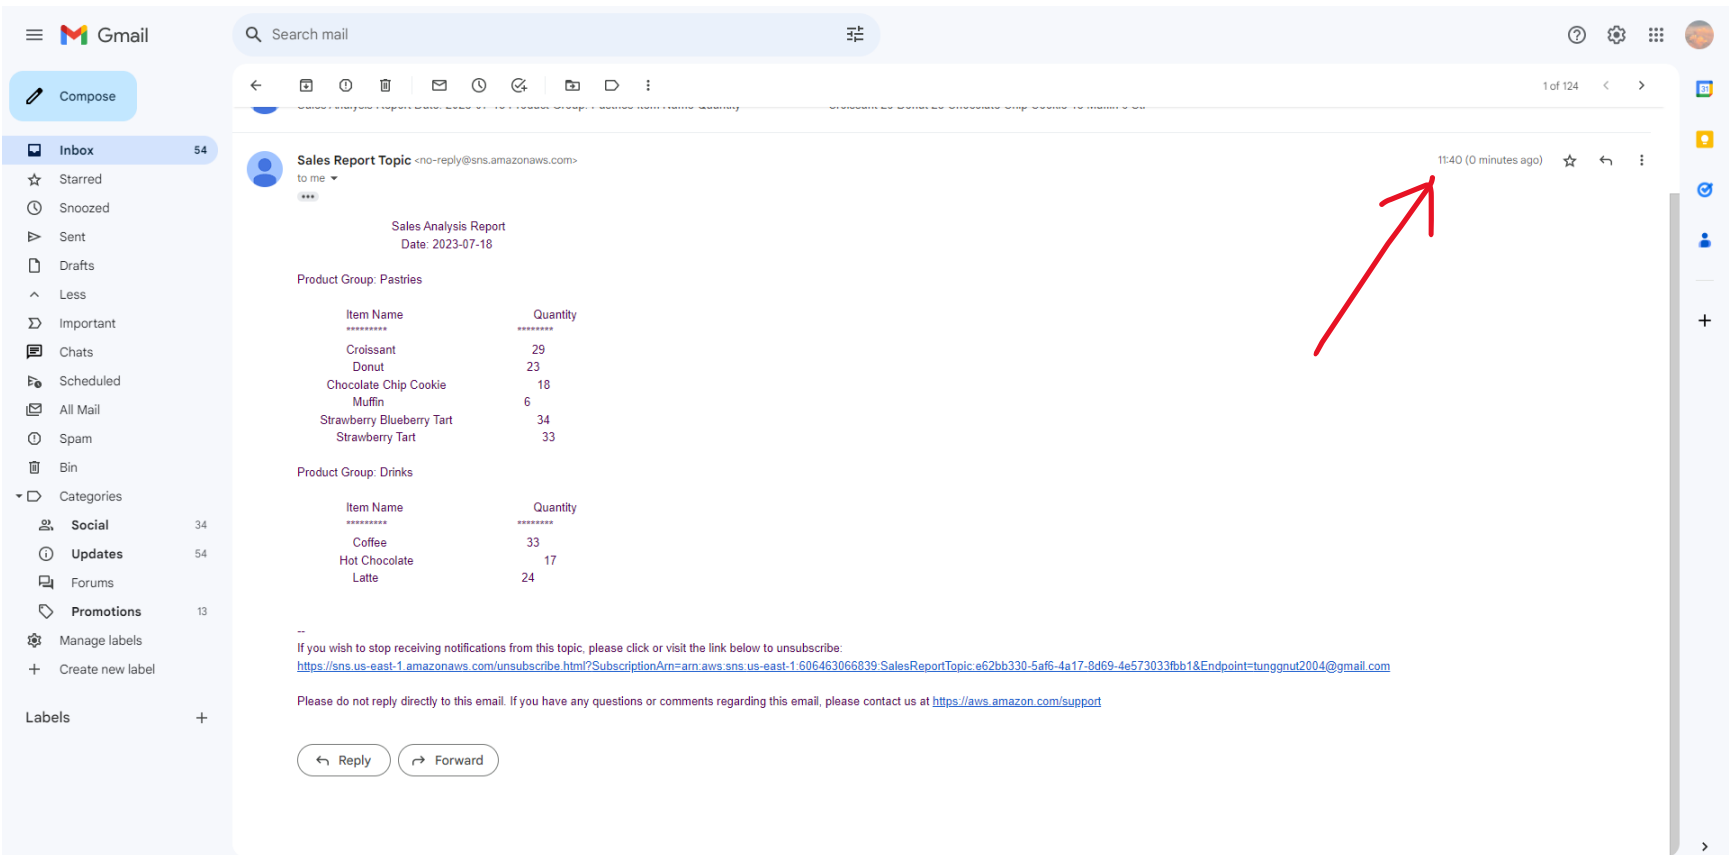 Gmail
Search mail
Compose
1 of 124
Inbox 54
Starred
Snoozed
Sent
Drafts
Less
Important
Chats
Scheduled
All Mail
Spam
Bin
Categories
Social 34
Updates 54
Forums
Promotions 13
Manage labels
Create new label
Labels
Sales Report Topic <no-reply@sns.amazonaws.com>
11:40 (0 minutes ago)
to me
Sales Analysis Report
Date: 2023-07-18
Product Group: Pastries
Item Name Quantity
********* ********
Croissant 29
Donut 23
Chocolate Chip Cookie 18
Muffin 6
Strawberry Blueberry Tart 34
Strawberry Tart 33
Product Group: Drinks
Item Name Quantity
********* ********
Coffee 33
Hot Chocolate 17
Latte 24
--
If you wish to stop receiving notifications from this topic, please click or visit the link below to unsubscribe:
https://sns.us-east-1.amazonaws.com/unsubscribe.html?SubscriptionArn=arn:aws:sns:us-east-1:606463066839:SalesReportTopic:e62bb330-5af6-4a17-8d69-4e573033fbb1&Endpoint=tunggnut2004@gmail.com
Please do not reply directly to this email. If you have any questions or comments regarding this email, please contact us at https://aws.amazon.com/support
Reply
Forward
31